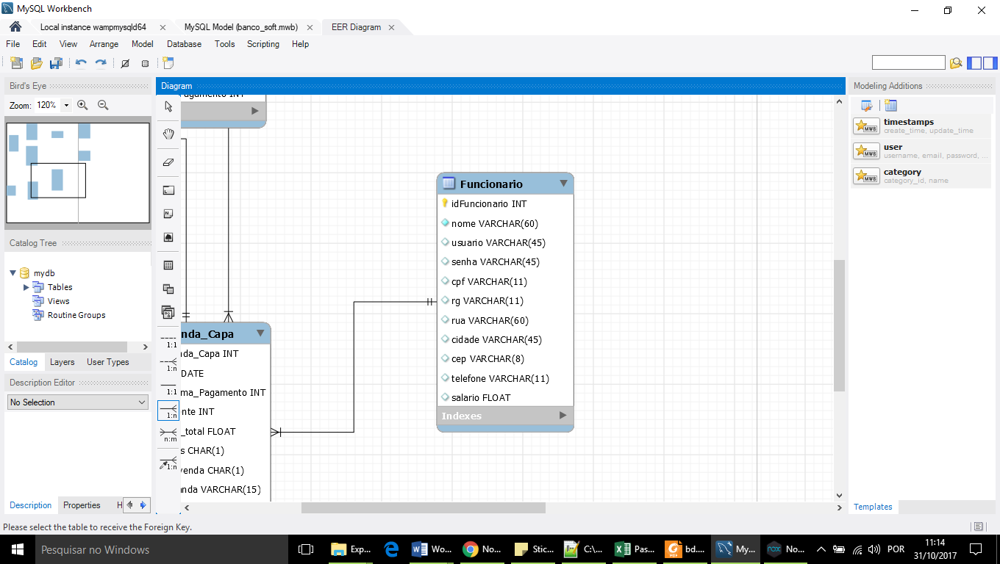 MySQL Workbench
Local instance wampmysqld64
MySQL Model (banco_soft.mwb)
EER Diagram
File Edit View Arrange Model Database Tools Scripting Help
Bird's Eye
Zoom: 120%
Catalog Tree
mydb
Tables
Views
Routine Groups
Catalog Layers User Types
Description Editor
No Selection
Description Properties H
Diagram
1:1
1:n
1:1
1:n
n:m
1:n
agamento INT
nda_Capa
nda_Capa INT
DATE
ma_Pagamento INT
nte INT
_total FLOAT
s CHAR(1)
venda CHAR(1)
nda VARCHAR(15)
Funcionario
idFuncionario INT
nome VARCHAR(60)
usuario VARCHAR(45)
senha VARCHAR(45)
cpf VARCHAR(11)
rg VARCHAR(11)
rua VARCHAR(60)
cidade VARCHAR(45)
cep VARCHAR(8)
telefone VARCHAR(11)
salario FLOAT
Indexes
Modeling Additions
timestamps
create_time, update_time
user
username, email, password, ...
category
category_id, name
Templates
Please select the table to receive the Foreign Key.
Pesquisar no Windows
Exp...
Wo...
No...
Stic...
C:\...
Pas...
bd....
My...
No...
POR
11:14
31/10/2017